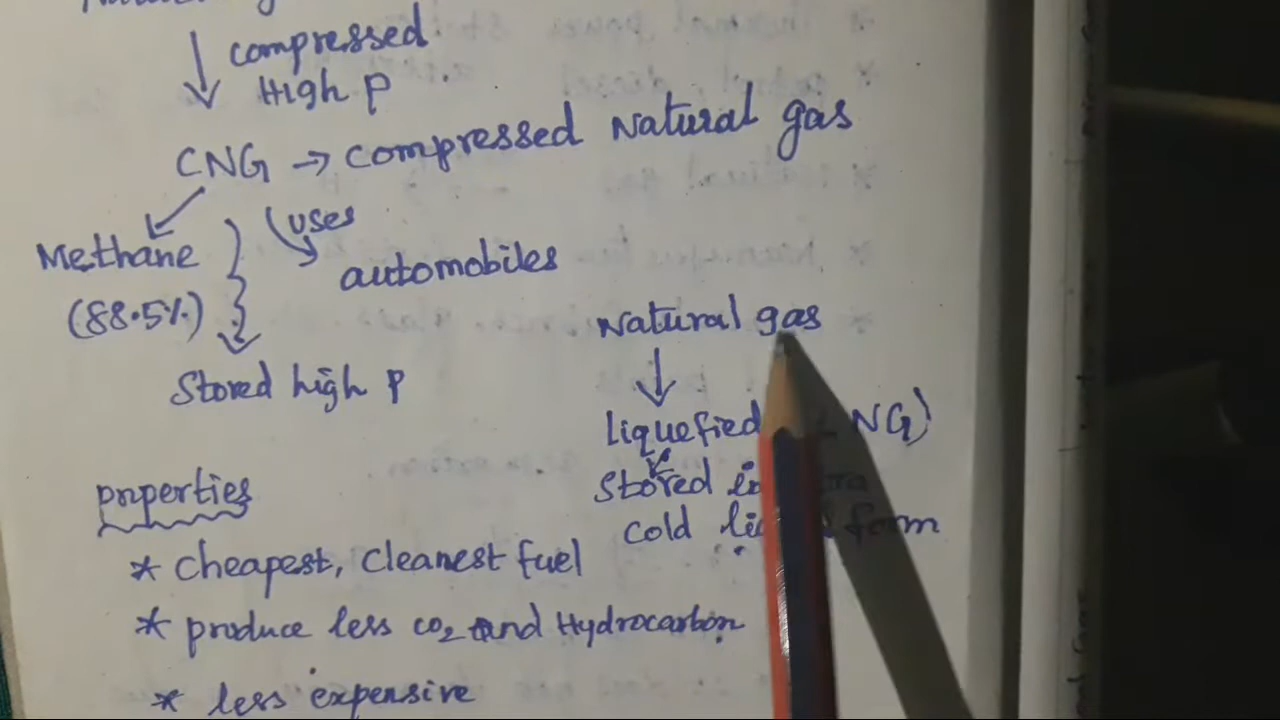 compressed
High P
CNG → compressed Natural gas
uses
Methane
automobiles
(88.5%)
Natural gas
Stored high P
liquefied NG)
Stored
properties
cold form
* cheapest, cleanest fuel
* produce less CO2 and Hydrocarbon
* less expensive